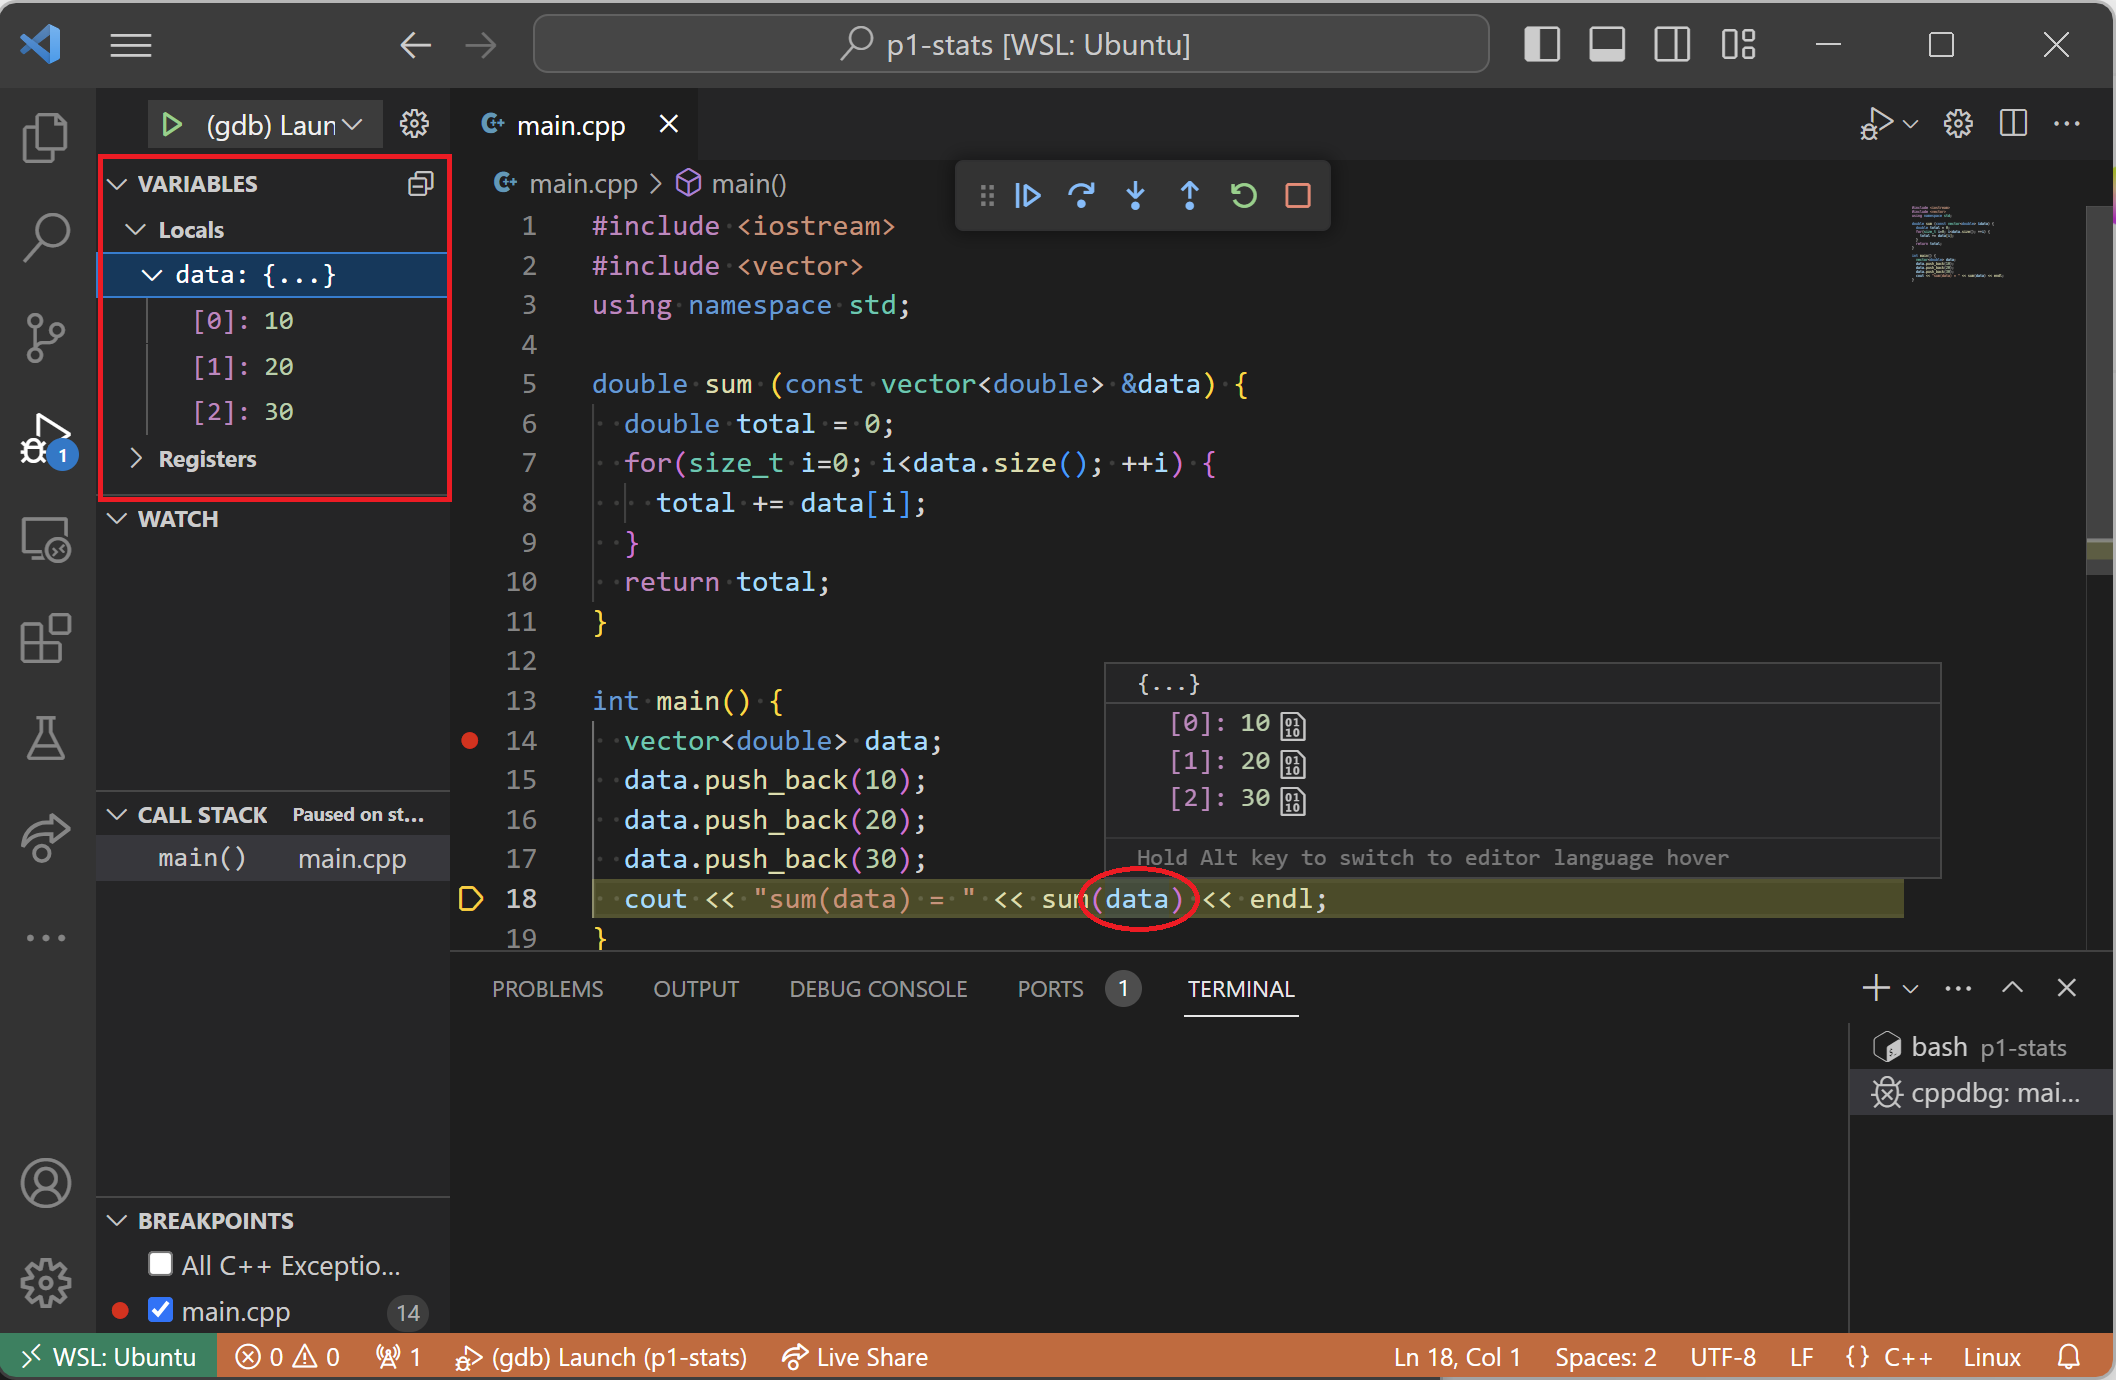 p1-stats [WSL: Ubuntu]
(gdb) Laun
main.cpp
VARIABLES
Locals
data: {...}
[0]: 10
[1]: 20
[2]: 30
Registers
WATCH
CALL STACK Paused on st...
main() main.cpp
BREAKPOINTS
All C++ Exceptio...
main.cpp 14
1
main.cpp > main()
1 #include <iostream>
2 #include <vector>
3 using namespace std;
4
5 double sum (const vector<double> &data) {
6 double total = 0;
7 for(size_t i=0; i<data.size(); ++i) {
8 total += data[i];
9 }
10 return total;
11 }
12
13 int main() {
14 vector<double> data;
15 data.push_back(10);
16 data.push_back(20);
17 data.push_back(30);
18 cout << "sum(data) = " << sum(data) << endl;
19 }
{...}
[0]: 10
[1]: 20
[2]: 30
Hold Alt key to switch to editor language hover
PROBLEMS OUTPUT DEBUG CONSOLE PORTS 1 TERMINAL
bash p1-stats
cppdbg: mai...
WSL: Ubuntu 0 0 1 (gdb) Launch (p1-stats) Live Share Ln 18, Col 1 Spaces: 2 UTF-8 LF {} C++ Linux